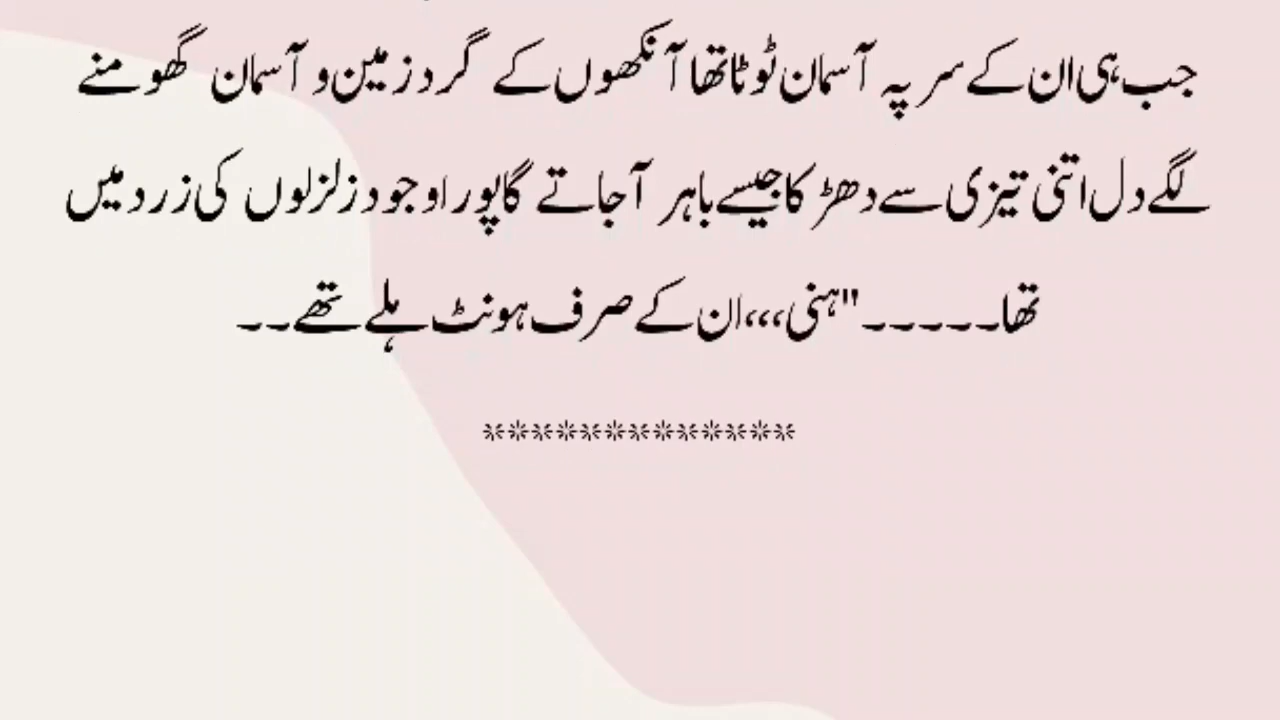 جب ہی ان کے سر پہ آسمان ٹوٹا تھا آنکھوں کے گرد زمین و آسمان گھومنے
لگے دل اتنی تیزی سے دھڑکا جیسے باہر آجاتے گا پورا وجود زلزلوں کی زرد میں
تھا۔۔۔۔۔۔"ہنی،،،ان کے صرف ہونٹ ہلے تھے۔۔
*************